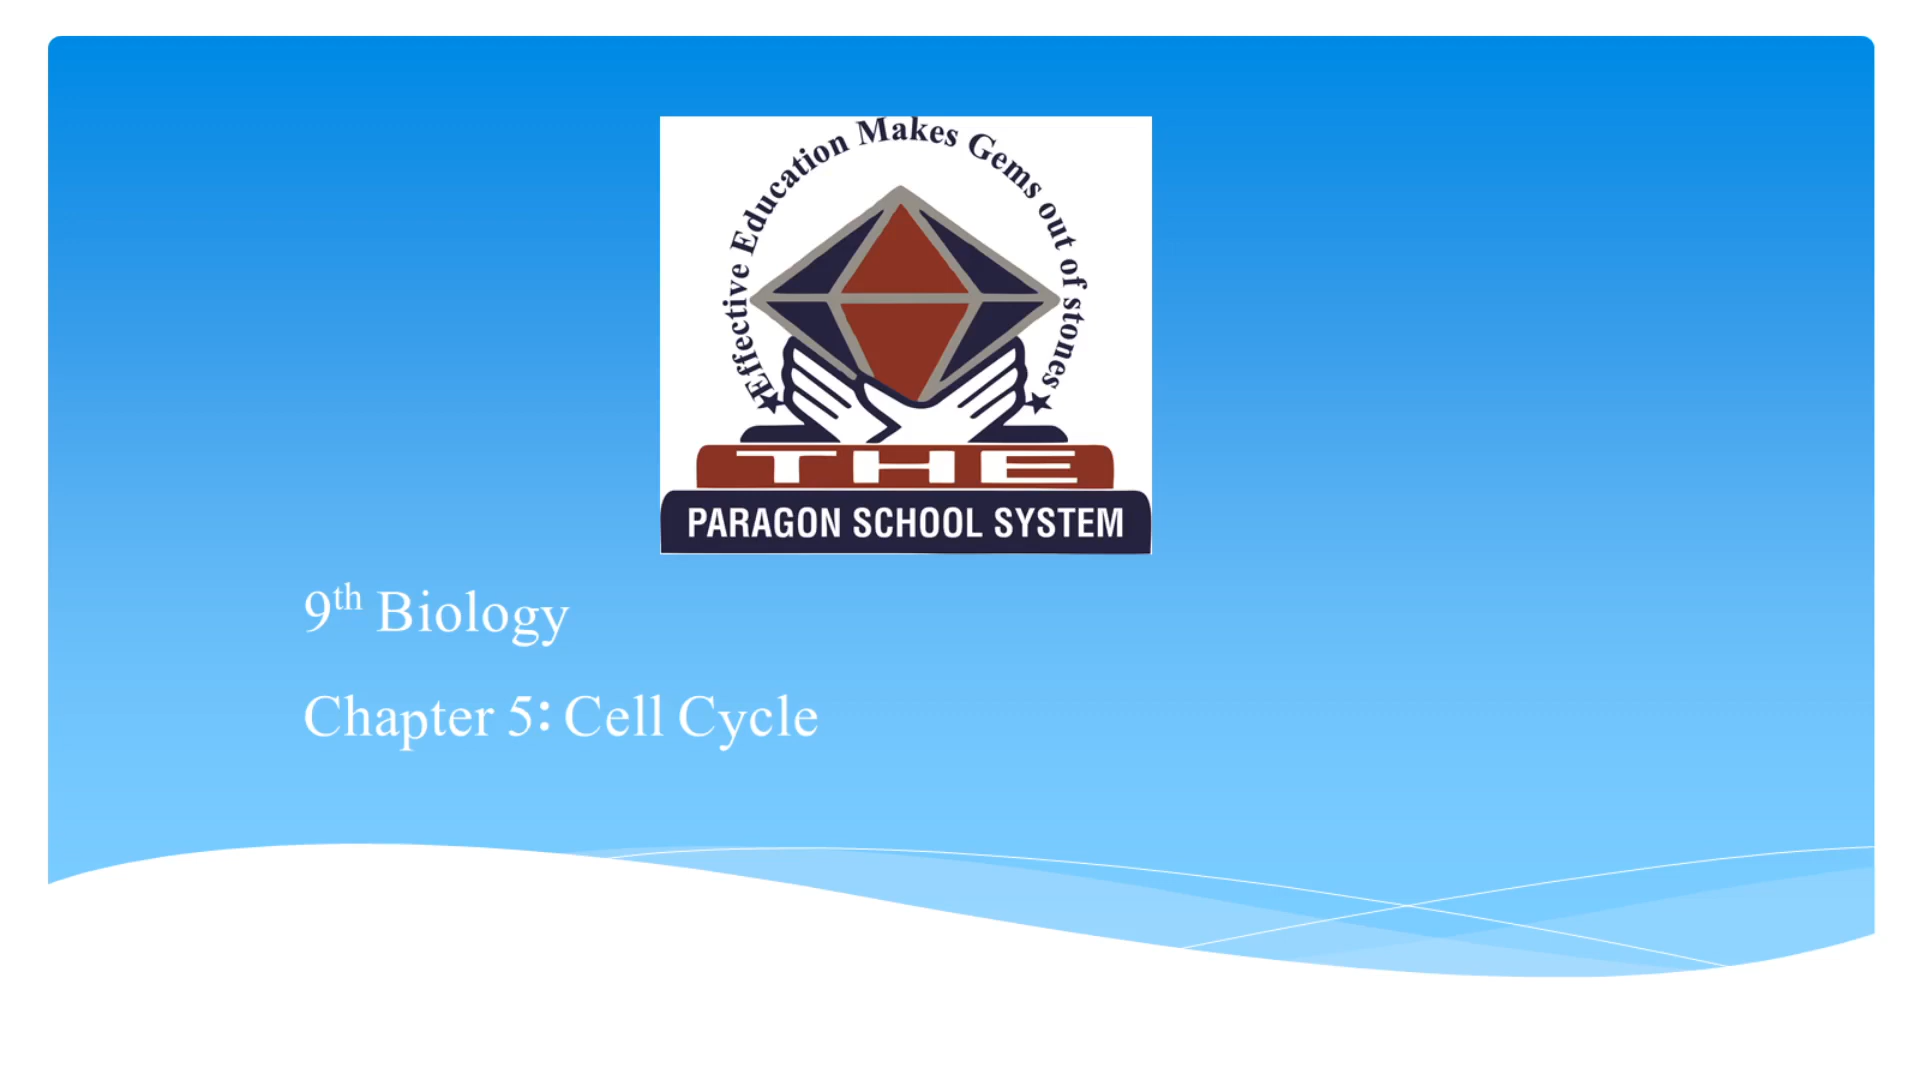 Effective Education Makes Gems out of stones
THE
PARAGON SCHOOL SYSTEM
9th Biology
Chapter 5: Cell Cycle